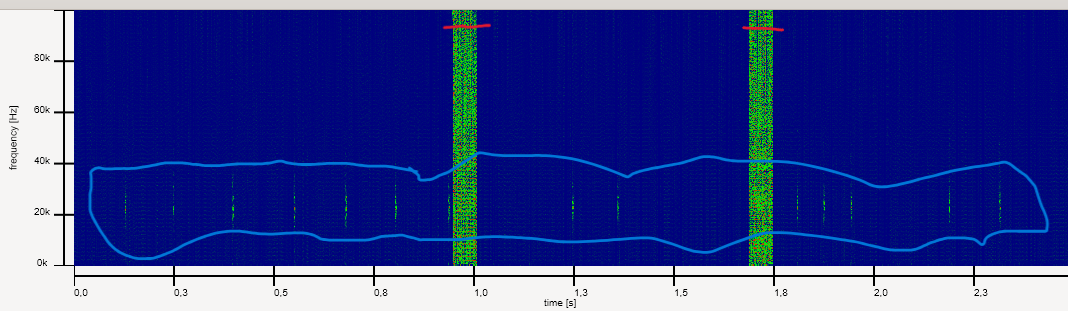 80k
60k
frequency [Hz]
40k
20k
0k
0,0 0,3 0,5 0,8 1,0 1,3 1,5 1,8 2,0 2,3
time [s]